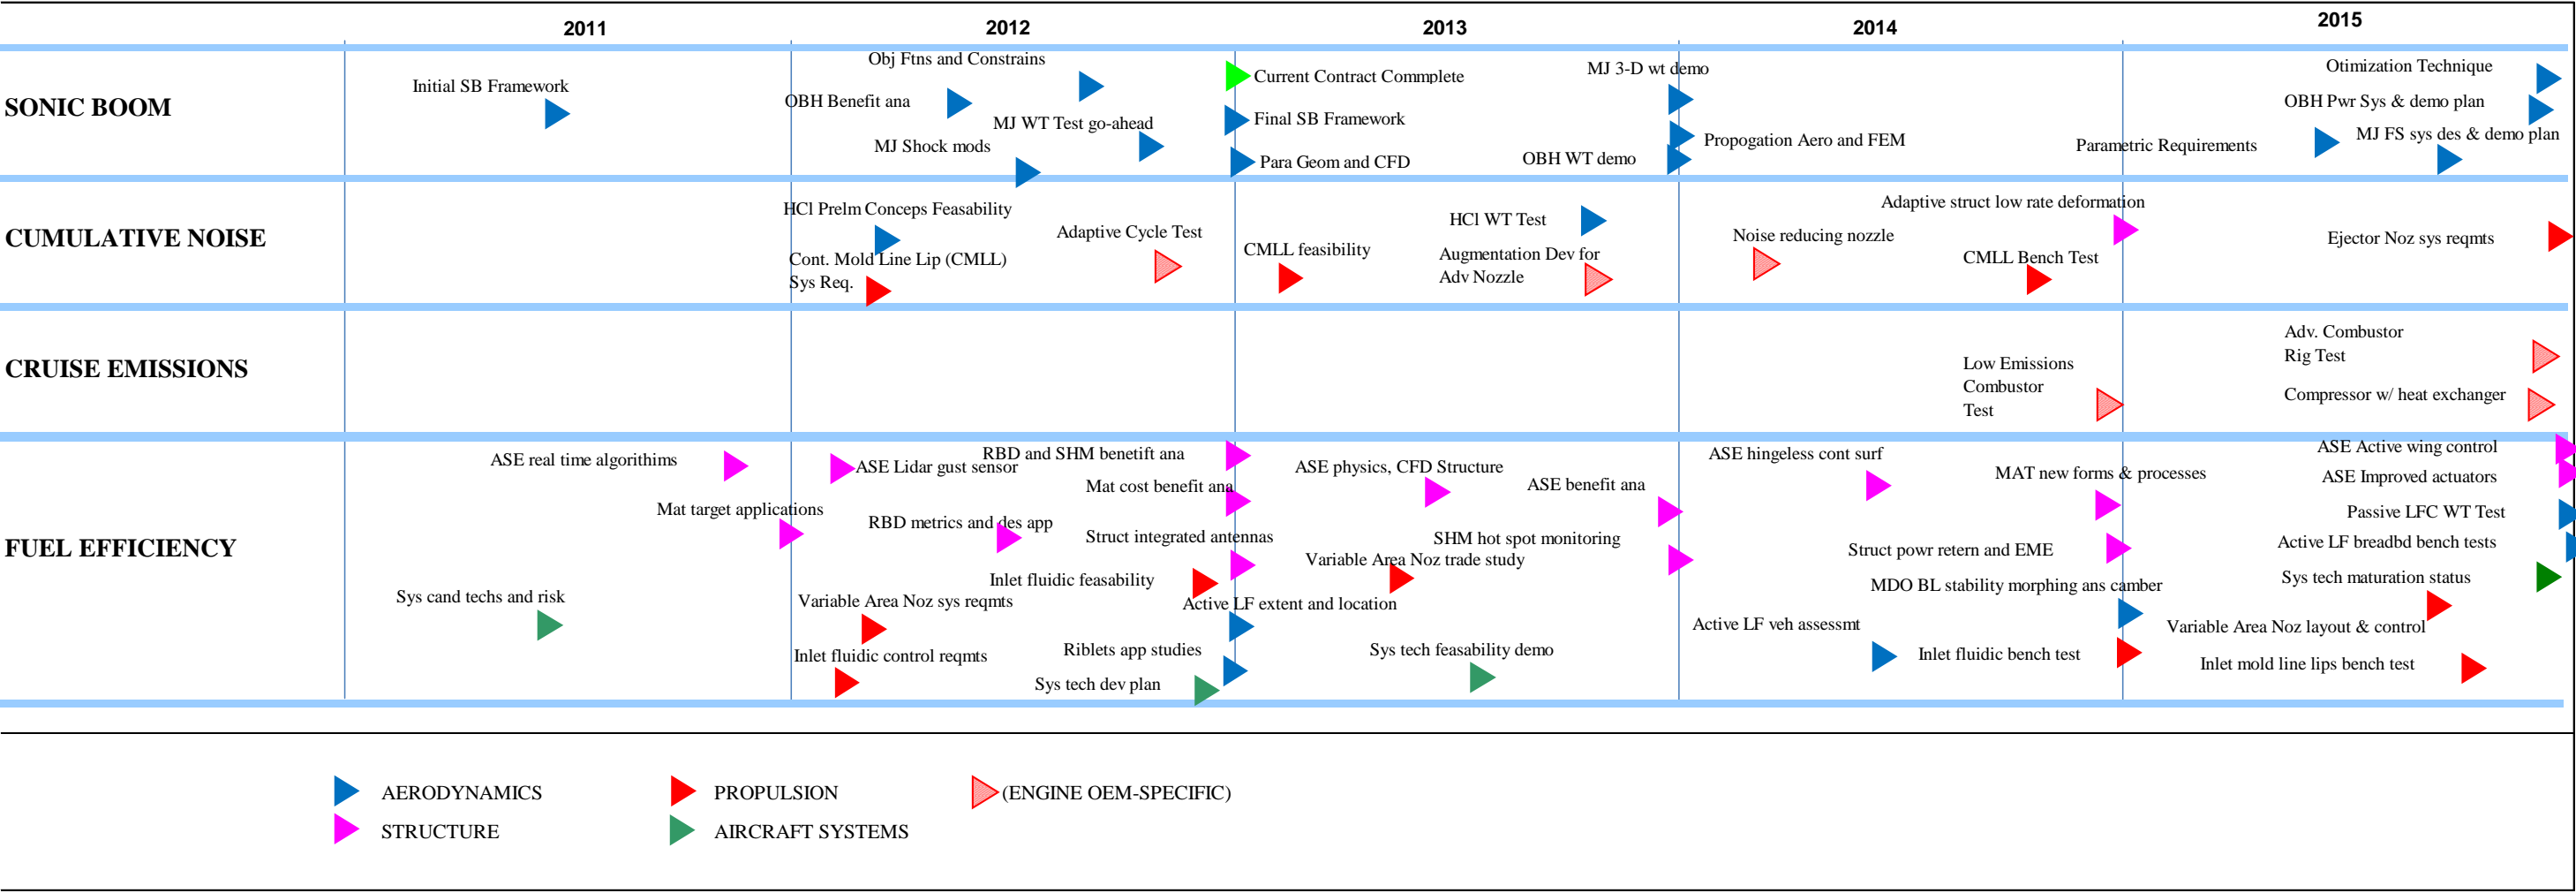 2011
2012
2013
2014
2015
SONIC BOOM
Initial SB Framework
Obj Ftns and Constrains
OBH Benefit ana
MJ WT Test go-ahead
MJ Shock mods
Current Contract Commplete
Final SB Framework
Para Geom and CFD
MJ 3-D wt demo
Propogation Aero and FEM
OBH WT demo
Otimization Technique
OBH Pwr Sys & demo plan
MJ FS sys des & demo plan
Parametric Requirements
CUMULATIVE NOISE
HCl Prelm Conceps Feasability
Cont. Mold Line Lip (CMLL)
Sys Req.
Adaptive Cycle Test
CMLL feasibility
HCl WT Test
Augmentation Dev for
Adv Nozzle
Noise reducing nozzle
Adaptive struct low rate deformation
CMLL Bench Test
Ejector Noz sys reqmts
CRUISE EMISSIONS
Low Emissions
Combustor
Test
Adv. Combustor
Rig Test
Compressor w/ heat exchanger
FUEL EFFICIENCY
ASE real time algorithims
Mat target applications
Sys cand techs and risk
ASE Lidar gust sensor
RBD and SHM benetift ana
Mat cost benefit ana
RBD metrics and des app
Struct integrated antennas
Inlet fluidic feasability
Variable Area Noz sys reqmts
Active LF extent and location
Inlet fluidic control reqmts
Riblets app studies
Sys tech dev plan
ASE physics, CFD Structure
ASE benefit ana
SHM hot spot monitoring
Variable Area Noz trade study
Sys tech feasability demo
ASE hingeless cont surf
MAT new forms & processes
Struct powr retern and EME
MDO BL stability morphing ans camber
Active LF veh assessmt
Inlet fluidic bench test
ASE Active wing control
ASE Improved actuators
Passive LFC WT Test
Active LF breadbd bench tests
Sys tech maturation status
Variable Area Noz layout & control
Inlet mold line lips bench test
AERODYNAMICS
PROPULSION
(ENGINE OEM-SPECIFIC)
STRUCTURE
AIRCRAFT SYSTEMS